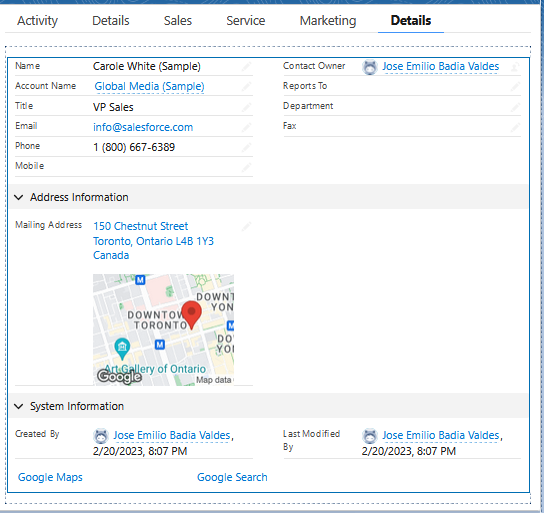 Activity Details Sales Service Marketing Details
Name Carole White (Sample) Contact Owner Jose Emilio Badia Valdes
Account Name Global Media (Sample) Reports To
Title VP Sales Department
Email info@salesforce.com Fax
Phone 1 (800) 667-6389
Mobile
Address Information
Mailing Address 150 Chestnut Street
Toronto, Ontario L4B 1Y3
Canada
M
DOWNTOW
YON
DOWNTOW
TORONTO
M
DO
YO
Art Gallery of Ontario
Google Map data
System Information
Created By Jose Emilio Badia Valdes, Last Modified By Jose Emilio Badia Valdes,
2/20/2023, 8:07 PM 2/20/2023, 8:07 PM
Google Maps Google Search